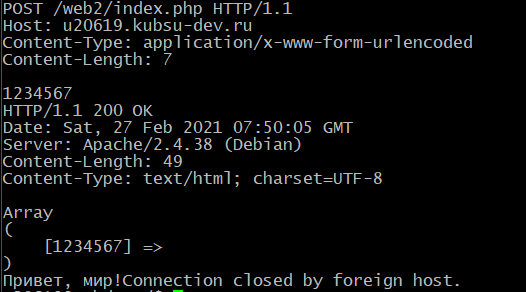 POST /web2/index.php HTTP/1.1
Host: u20619.kubsu-dev.ru
Content-Type: application/x-www-form-urlencoded
Content-Length: 7

1234567
HTTP/1.1 200 OK
Date: Sat, 27 Feb 2021 07:50:05 GMT
Server: Apache/2.4.38 (Debian)
Content-Length: 49
Content-Type: text/html; charset=UTF-8

Array
(
    [1234567] =>
)
Привет, мир!Connection closed by foreign host.